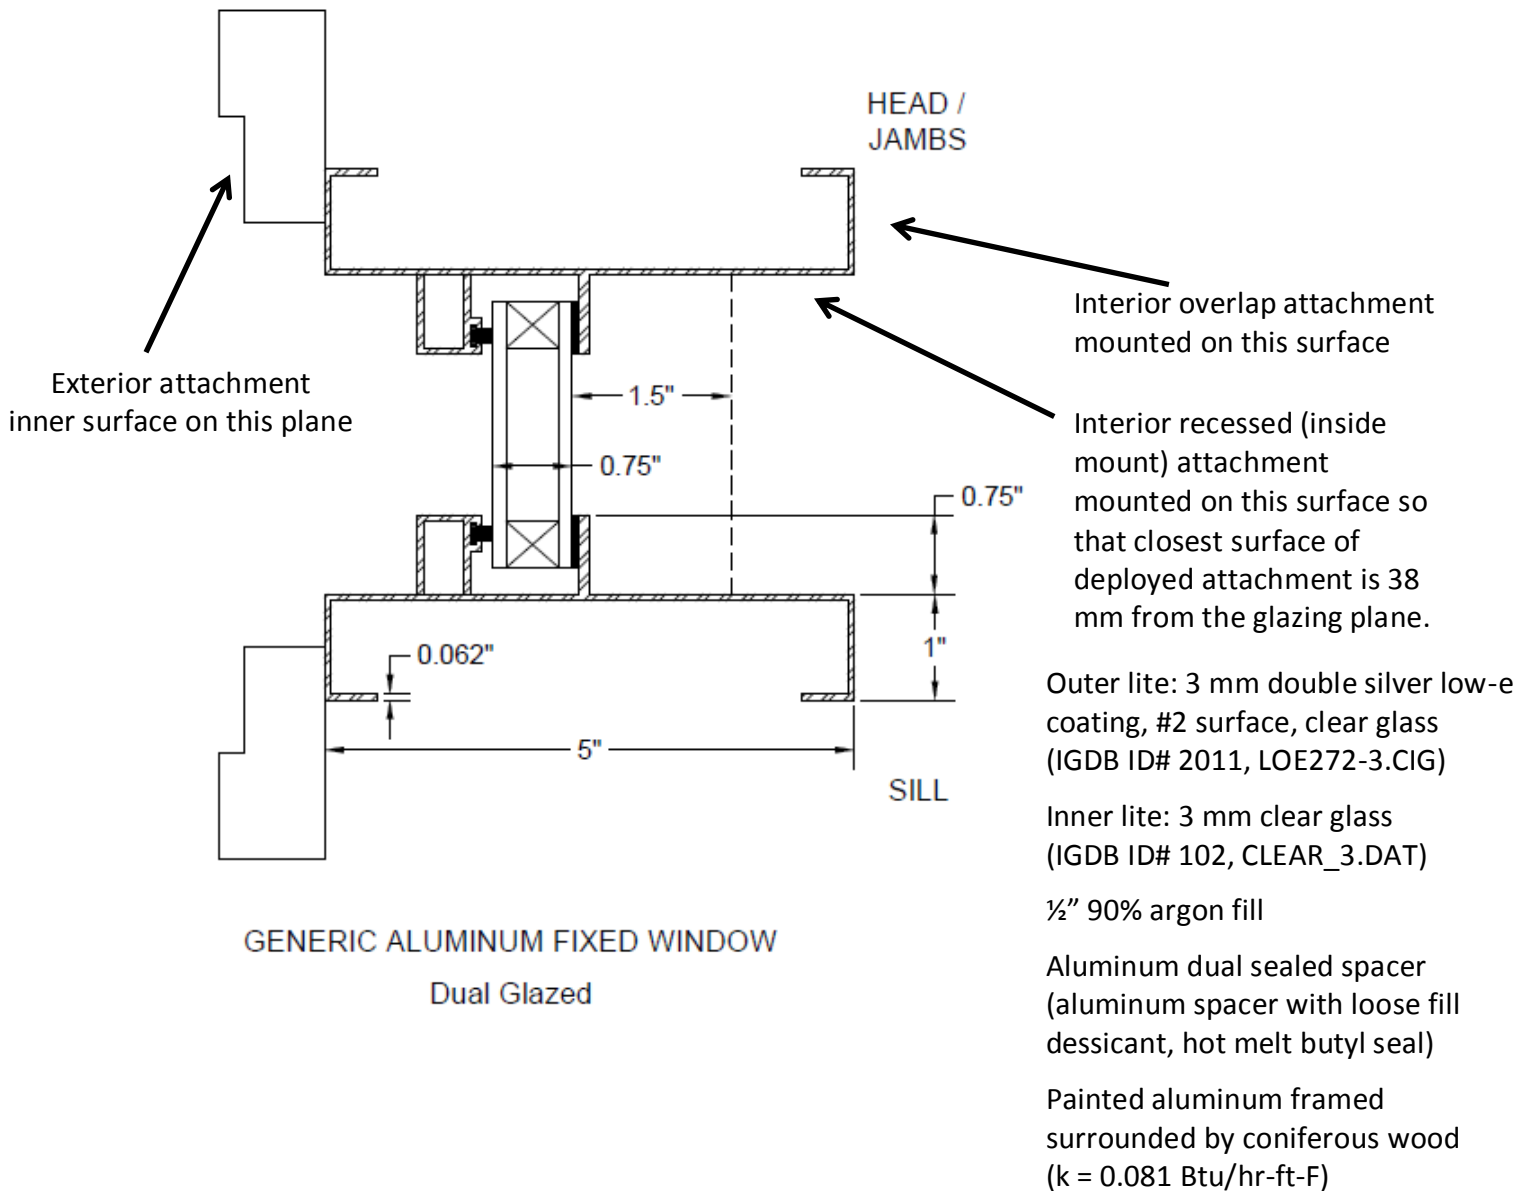 HEAD /
JAMBS
Interior overlap attachment
mounted on this surface
Exterior attachment
inner surface on this plane
1.5"
0.75"
0.75"
Interior recessed (inside
mount) attachment
mounted on this surface so
that closest surface of
deployed attachment is 38
mm from the glazing plane.
0.062"
1"
5"
SILL
Outer lite: 3 mm double silver low-e
coating, #2 surface, clear glass
(IGDB ID# 2011, LOE272-3.CIG)
Inner lite: 3 mm clear glass
(IGDB ID# 102, CLEAR_3.DAT)
½” 90% argon fill
Aluminum dual sealed spacer
(aluminum spacer with loose fill
dessicant, hot melt butyl seal)
Painted aluminum framed
surrounded by coniferous wood
(k = 0.081 Btu/hr-ft-F)
GENERIC ALUMINUM FIXED WINDOW
Dual Glazed